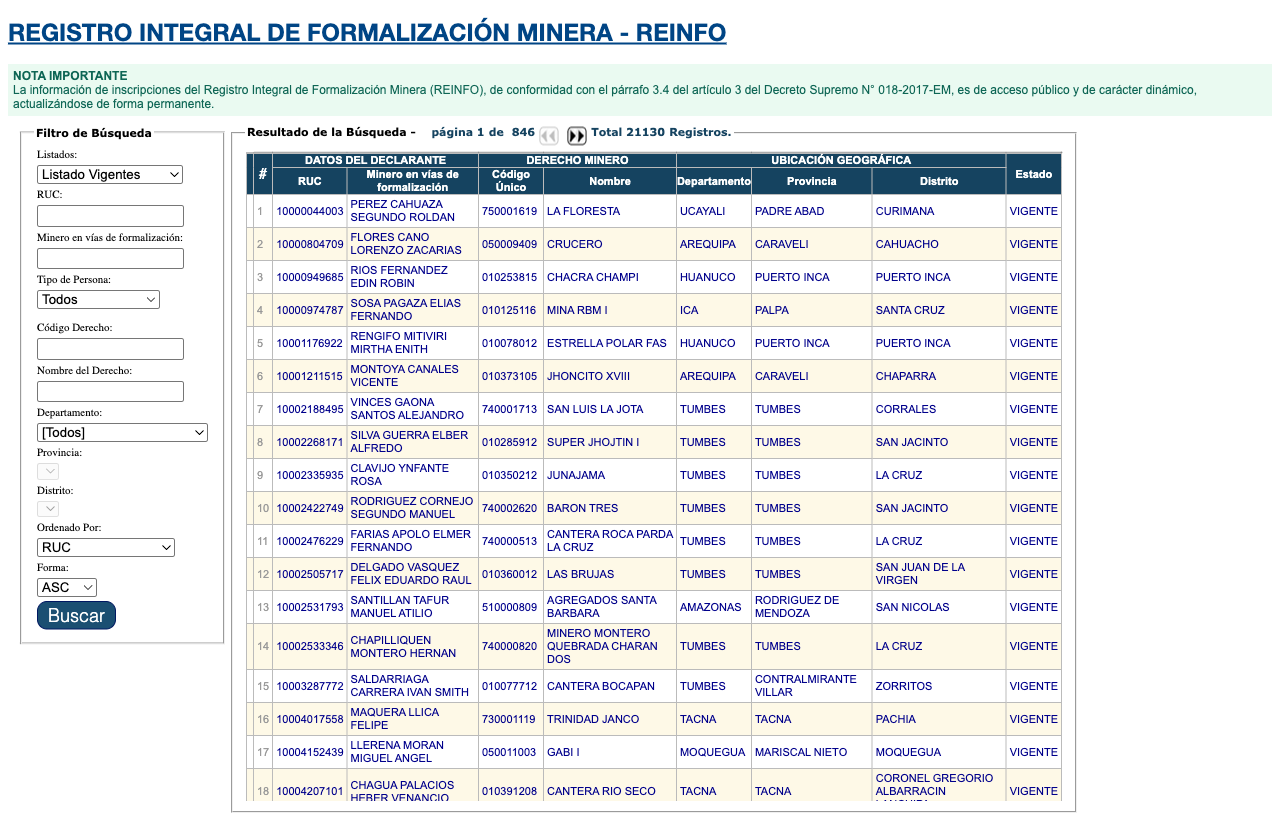 REGISTRO INTEGRAL DE FORMALIZACIÓN MINERA - REINFO
NOTA IMPORTANTE
La información de inscripciones del Registro Integral de Formalización Minera (REINFO), de conformidad con el párrafo 3.4 del artículo 3 del Decreto Supremo N° 018-2017-EM, es de acceso público y de carácter dinámico,
actualizándose de forma permanente.
Filtro de Búsqueda
Listados:
Listado Vigentes
RUC:
Minero en vías de formalización:
Tipo de Persona:
Todos
Código Derecho:
Nombre del Derecho:
Departamento:
[Todos]
Provincia:
Distrito:
Ordenado Por:
RUC
Forma:
ASC
Buscar
Resultado de la Búsqueda - página 1 de 846 Total 21130 Registros.
# DATOS DEL DECLARANTE DERECHO MINERO UBICACIÓN GEOGRÁFICA Estado
RUC Minero en vías de formalización Código Único Nombre Departamento Provincia Distrito
1 10000044003 PEREZ CAHUAZA SEGUNDO ROLDAN 750001619 LA FLORESTA UCAYALI PADRE ABAD CURIMANA VIGENTE
2 10000804709 FLORES CANO LORENZO ZACARIAS 050009409 CRUCERO AREQUIPA CARAVELI CAHUACHO VIGENTE
3 10000949685 RIOS FERNANDEZ EDIN ROBIN 010253815 CHACRA CHAMPI HUANUCO PUERTO INCA PUERTO INCA VIGENTE
4 10000974787 SOSA PAGAZA ELIAS FERNANDO 010125116 MINA RBM I ICA PALPA SANTA CRUZ VIGENTE
5 10001176922 RENGIFO MITIVIRI MIRTHA ENITH 010078012 ESTRELLA POLAR FAS HUANUCO PUERTO INCA PUERTO INCA VIGENTE
6 10001211515 MONTOYA CANALES VICENTE 010373105 JHONCITO XVIII AREQUIPA CARAVELI CHAPARRA VIGENTE
7 10002188495 VINCES GAONA SANTOS ALEJANDRO 740001713 SAN LUIS LA JOTA TUMBES TUMBES CORRALES VIGENTE
8 10002268171 SILVA GUERRA ELBER ALFREDO 010285912 SUPER JHOJTIN I TUMBES TUMBES SAN JACINTO VIGENTE
9 10002335935 CLAVIJO YNFANTE ROSA 010350212 JUNAJAMA TUMBES TUMBES LA CRUZ VIGENTE
10 10002422749 RODRIGUEZ CORNEJO SEGUNDO MANUEL 740002620 BARON TRES TUMBES TUMBES SAN JACINTO VIGENTE
11 10002476229 FARIAS APOLO ELMER FERNANDO 740000513 CANTERA ROCA PARDA LA CRUZ TUMBES TUMBES LA CRUZ VIGENTE
12 10002505717 DELGADO VASQUEZ FELIX EDUARDO RAUL 010360012 LAS BRUJAS TUMBES TUMBES SAN JUAN DE LA VIRGEN VIGENTE
13 10002531793 SANTILLAN TAFUR MANUEL ATILIO 510000809 AGREGADOS SANTA BARBARA AMAZONAS RODRIGUEZ DE MENDOZA SAN NICOLAS VIGENTE
14 10002533346 CHAPILLIQUEN MONTERO HERNAN 740000820 MINERO MONTERO QUEBRADA CHARAN DOS TUMBES TUMBES LA CRUZ VIGENTE
15 10003287772 SALDARRIAGA CARRERA IVAN SMITH 010077712 CANTERA BOCAPAN TUMBES CONTRALMIRANTE VILLAR ZORRITOS VIGENTE
16 10004017558 MAQUERA LLICA FELIPE 730001119 TRINIDAD JANCO TACNA TACNA PACHIA VIGENTE
17 10004152439 LLERENA MORAN MIGUEL ANGEL 050011003 GABI I MOQUEGUA MARISCAL NIETO MOQUEGUA VIGENTE
18 10004207101 CHAGUA PALACIOS HEBER VENANCIO 010391208 CANTERA RIO SECO TACNA TACNA CORONEL GREGORIO ALBARRACIN VIGENTE